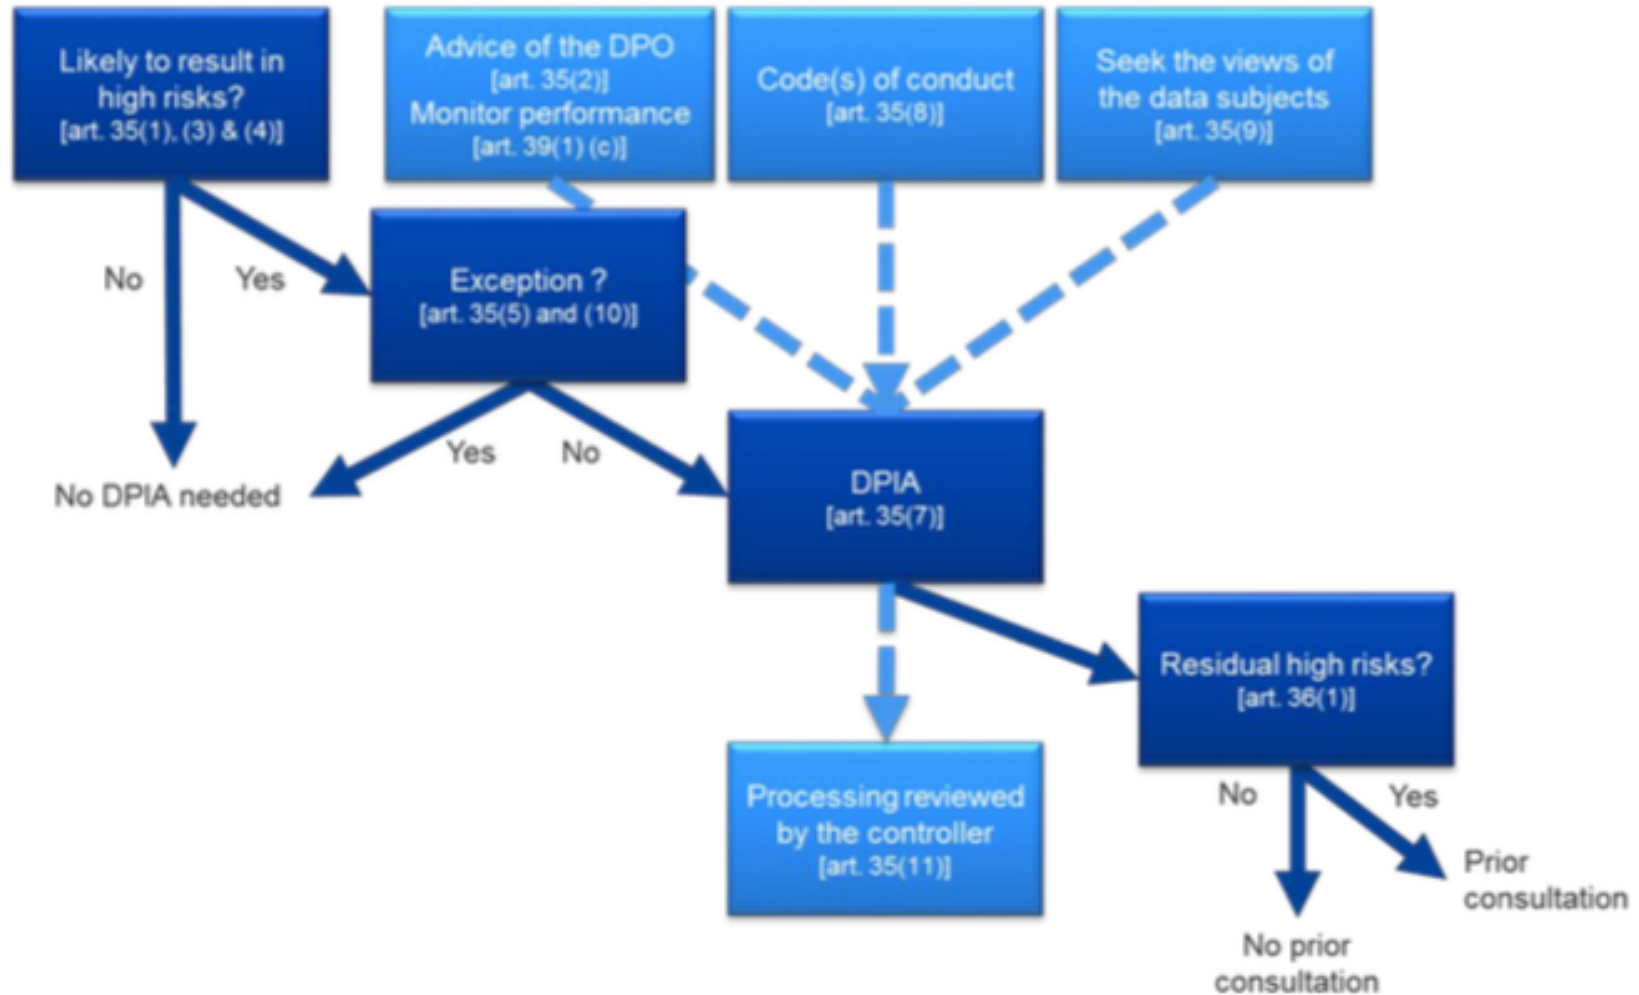 Likely to result in
high risks?
[art. 35(1), (3) & (4)]
Advice of the DPO
[art. 35(2)]
Monitor performance
[art. 39(1) (c)]
Code(s) of conduct
[art. 35(8)]
Seek the views of
the data subjects
[art. 35(9)]
No
Yes
Exception ?
[art. 35(5) and (10)]
Yes
No
No DPIA needed
DPIA
[art. 35(7)]
Residual high risks?
[art. 36(1)]
Processing reviewed
by the controller
[art. 35(11)]
No
Yes
Prior
consultation
No prior
consultation